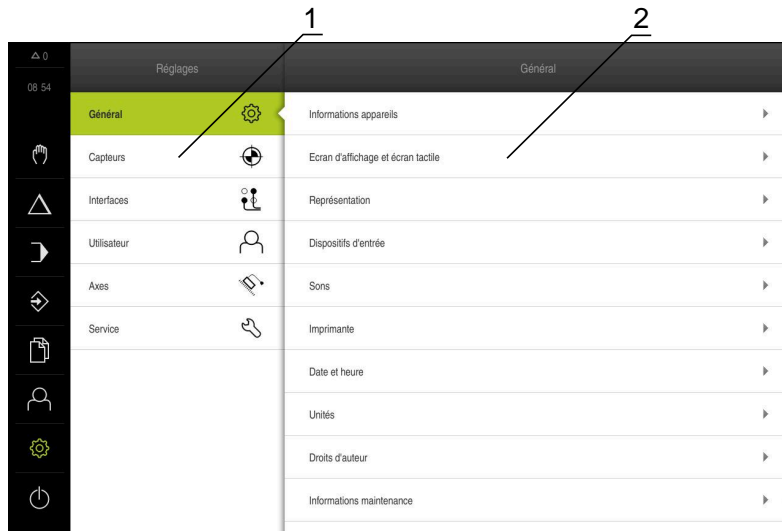 1
2
0
08 54
Réglages
Général
Général
Capteurs
Interfaces
Utilisateur
Axes
Service
Informations appareils
Ecran d'affichage et écran tactile
Représentation
Dispositifs d'entrée
Sons
Imprimante
Date et heure
Unités
Droits d'auteur
Informations maintenance